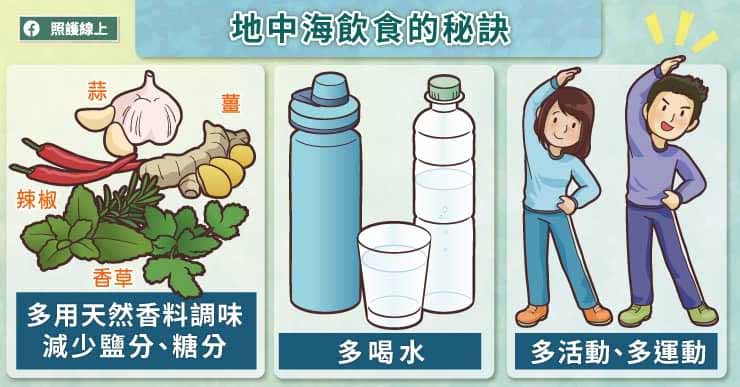 照護線上
地中海飲食的秘訣
蒜
薑
辣椒
香草
多用天然香料調味
減少鹽分、糖分
多喝水
多活動、多運動